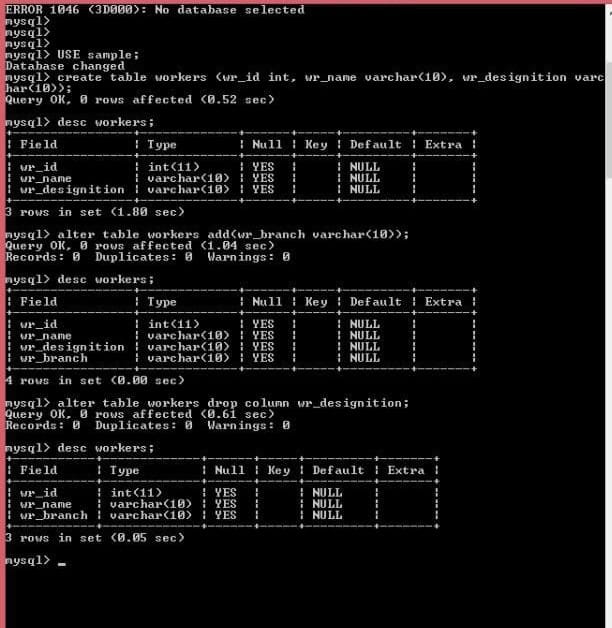 ERROR 1046 (3D000): No database selected
mysql>
mysql>
mysql>
mysql> USE sample;
Database changed
mysql> create table workers (wr_id int, wr_name varchar(10), wr_designition varc
har(10));
Query OK, 0 rows affected (0.52 sec)
mysql> desc workers;
+----------------+-------------+------+-----+---------+-------+
| Field          | Type        | Null | Key | Default | Extra |
+----------------+-------------+------+-----+---------+-------+
| wr_id          | int(11)     | YES  |     | NULL    |       |
| wr_name        | varchar(10) | YES  |     | NULL    |       |
| wr_designition | varchar(10) | YES  |     | NULL    |       |
+----------------+-------------+------+-----+---------+-------+
3 rows in set (1.80 sec)
mysql> alter table workers add(wr_branch varchar(10));
Query OK, 0 rows affected (1.04 sec)
Records: 0  Duplicates: 0  Warnings: 0
mysql> desc workers;
+----------------+-------------+------+-----+---------+-------+
| Field          | Type        | Null | Key | Default | Extra |
+----------------+-------------+------+-----+---------+-------+
| wr_id          | int(11)     | YES  |     | NULL    |       |
| wr_name        | varchar(10) | YES  |     | NULL    |       |
| wr_designition | varchar(10) | YES  |     | NULL    |       |
| wr_branch      | varchar(10) | YES  |     | NULL    |       |
+----------------+-------------+------+-----+---------+-------+
4 rows in set (0.00 sec)
mysql> alter table workers drop column wr_designition;
Query OK, 0 rows affected (0.61 sec)
Records: 0  Duplicates: 0  Warnings: 0
mysql> desc workers;
+-----------+-------------+------+-----+---------+-------+
| Field     | Type        | Null | Key | Default | Extra |
+-----------+-------------+------+-----+---------+-------+
| wr_id     | int(11)     | YES  |     | NULL    |       |
| wr_name   | varchar(10) | YES  |     | NULL    |       |
| wr_branch | varchar(10) | YES  |     | NULL    |       |
+-----------+-------------+------+-----+---------+-------+
3 rows in set (0.05 sec)
mysql> _